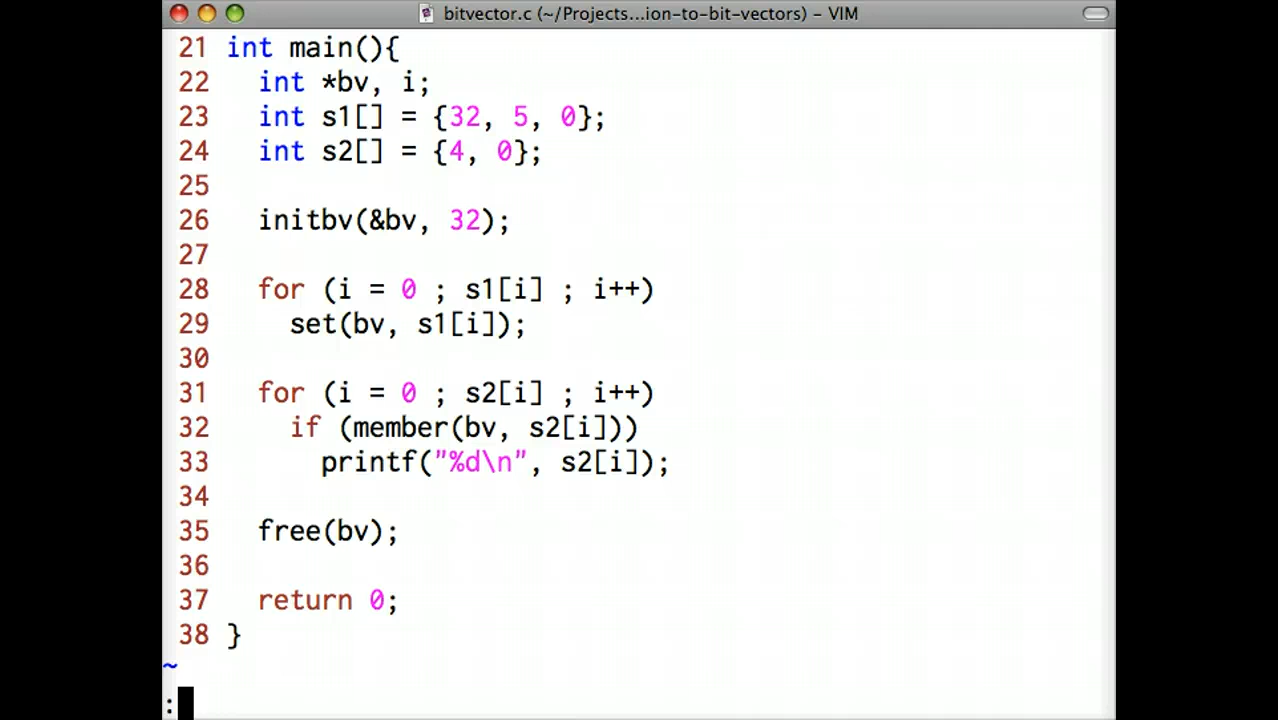 bitvector.c (~/Projects...ion-to-bit-vectors) – VIM
21 int main(){
22   int *bv, i;
23   int s1[] = {32, 5, 0};
24   int s2[] = {4, 0};
25
26   initbv(&bv, 32);
27
28   for (i = 0 ; s1[i] ; i++)
29     set(bv, s1[i]);
30
31   for (i = 0 ; s2[i] ; i++)
32     if (member(bv, s2[i]))
33       printf("%d\n", s2[i]);
34
35   free(bv);
36
37   return 0;
38 }
~
: